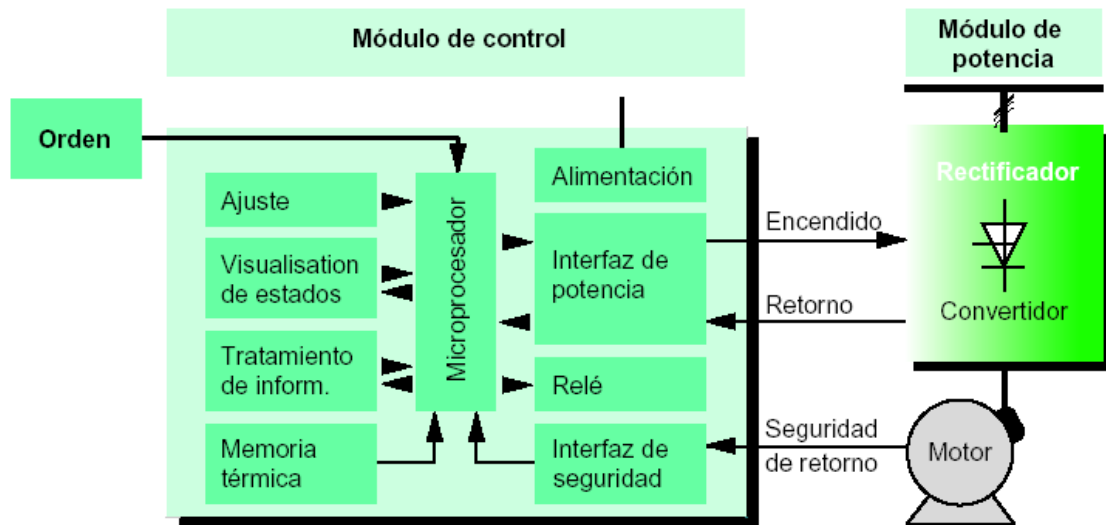 Módulo de control
Módulo de
potencia
Orden
Ajuste
Visualisation
de estados
Tratamiento
de inform.
Memoria
térmica
Microprocesador
Alimentación
Interfaz de
potencia
Relé
Interfaz de
seguridad
Encendido
Retorno
Seguridad
de retorno
Rectificador
Convertidor
Motor